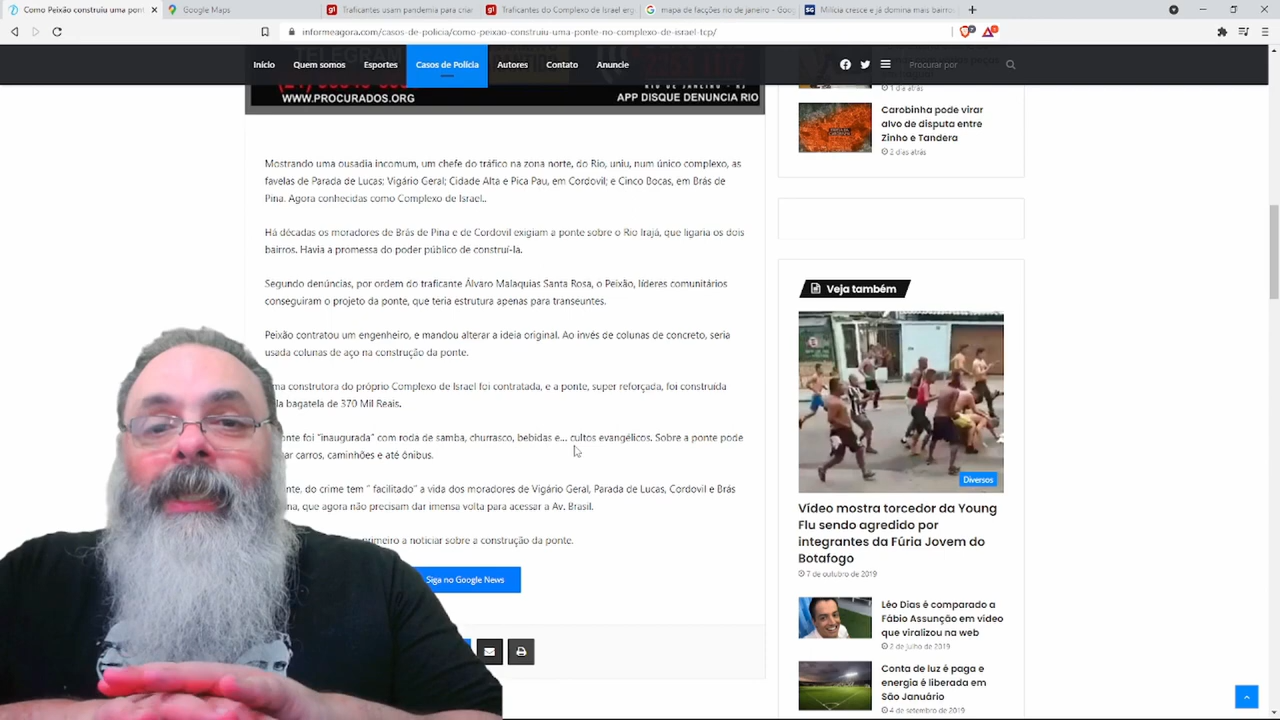 Como Peixão construiu uma pont
Google Maps
Traficantes usam pandemia para criar
Traficantes do Complexo de Israel erg
mapa de facções rio de janeiro - Goog
Milícia cresce e já domina mais bairro
informeagora.com/casos-de-policia/como-peixao-construiu-uma-ponte-no-complexo-de-israel-tcp/
Início
Quem somos
Esportes
Casos de Polícia
Autores
Contato
Anuncie
Procurar por
WWW.PROCURADOS.ORG
APP DISQUE DENUNCIA RIO
Mostrando uma ousadia incomum, um chefe do tráfico na zona norte, do Rio, uniu, num único complexo, as
favelas de Parada de Lucas; Vigário Geral; Cidade Alta e Pica Pau, em Cordovil; e Cinco Bocas, em Brás de
Pina. Agora conhecidas como Complexo de Israel..
Há décadas os moradores de Brás de Pina e de Cordovil exigiam a ponte sobre o Rio Irajá, que ligaria os dois
bairros. Havia a promessa do poder público de construí-la.
Segundo denúncias, por ordem do traficante Álvaro Malaquias Santa Rosa, o Peixão, líderes comunitários
conseguiram o projeto da ponte, que teria estrutura apenas para transeuntes.
Peixão contratou um engenheiro, e mandou alterar a ideia original. Ao invés de colunas de concreto, seria
usada colunas de aço na construção da ponte.
ma construtora do próprio Complexo de Israel foi contratada, e a ponte, super reforçada, foi construída
la bagatela de 370 Mil Reais.
onte foi "inaugurada" com roda de samba, churrasco, bebidas e... cultos evangélicos. Sobre a ponte pode
ar carros, caminhões e até ônibus.
nte, do crime tem " facilitado" a vida dos moradores de Vigário Geral, Parada de Lucas, Cordovil e Brás
na, que agora não precisam dar imensa volta para acessar a Av. Brasil.
primeiro a noticiar sobre a construção da ponte.
Siga no Google News
1 dia atrás
Carobinha pode virar
alvo de disputa entre
Zinho e Tandera
2 dias atrás
Veja também
Diversos
Vídeo mostra torcedor da Young
Flu sendo agredido por
integrantes da Fúria Jovem do
Botafogo
7 de outubro de 2019
Léo Dias é comparado a
Fábio Assunção em vídeo
que viralizou na web
2 de julho de 2019
Conta de luz é paga e
energia é liberada em
São Januário
4 de setembro de 2019